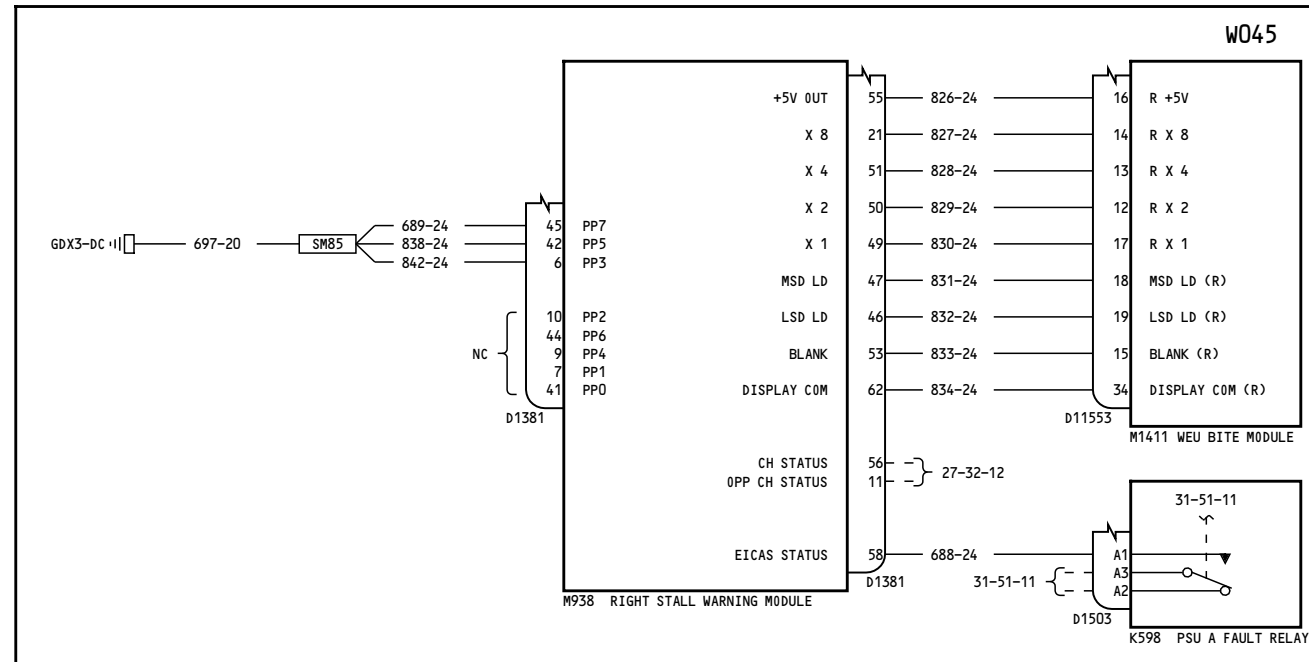 W045
+5V OUT 55 826-24 16 R +5V
X 8 21 827-24 14 R X 8
X 4 51 828-24 13 R X 4
X 2 50 829-24 12 R X 2
689-24 45 PP7
GDX3-DC 697-20 SM85 838-24 42 PP5 X 1 49 830-24 17 R X 1
842-24 6 PP3
MSD LD 47 831-24 18 MSD LD (R)
10 PP2 LSD LD 46 832-24 19 LSD LD (R)
44 PP6
NC 9 PP4 BLANK 53 833-24 15 BLANK (R)
7 PP1
41 PP0 DISPLAY COM 62 834-24 34 DISPLAY COM (R)
D1381 D11553
M1411 WEU BITE MODULE
CH STATUS 56 27-32-12
OPP CH STATUS 11
31-51-11
EICAS STATUS 58 688-24 A1
D1381 31-51-11 A3
A2
M938 RIGHT STALL WARNING MODULE
D1503
K598 PSU A FAULT RELAY